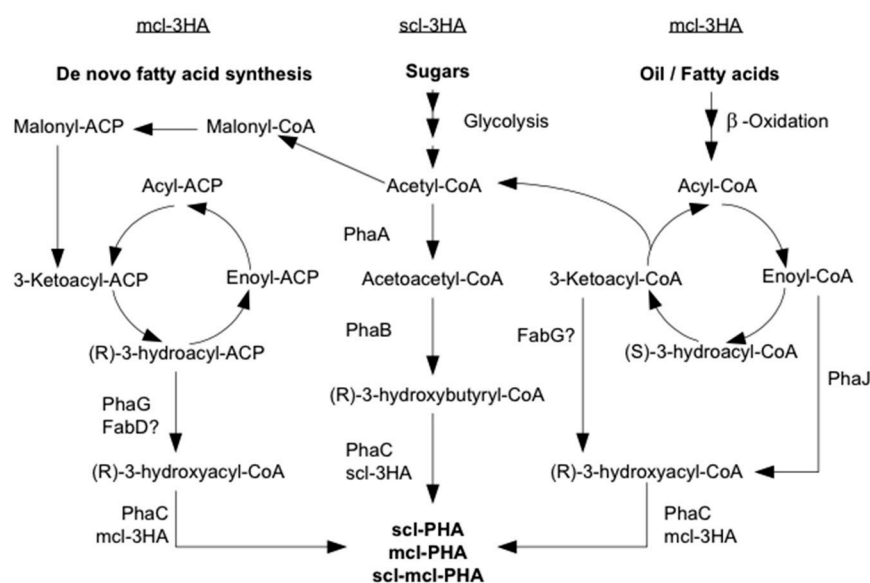 mcl-3HA
De novo fatty acid synthesis
Malonyl-ACP
Malonyl-CoA
Acyl-ACP
3-Ketoacyl-ACP
Enoyl-ACP
(R)-3-hydroacyl-ACP
PhaG
FabD?
(R)-3-hydroxyacyl-CoA
PhaC
mcl-3HA
scl-3HA
Sugars
Glycolysis
Acetyl-CoA
PhaA
Acetoacetyl-CoA
PhaB
(R)-3-hydroxybutyryl-CoA
PhaC
scl-3HA
scl-PHA
mcl-PHA
scl-mcl-PHA
mcl-3HA
Oil / Fatty acids
β -Oxidation
Acyl-CoA
3-Ketoacyl-CoA
Enoyl-CoA
FabG?
(S)-3-hydroacyl-CoA
PhaJ
(R)-3-hydroxyacyl-CoA
PhaC
mcl-3HA